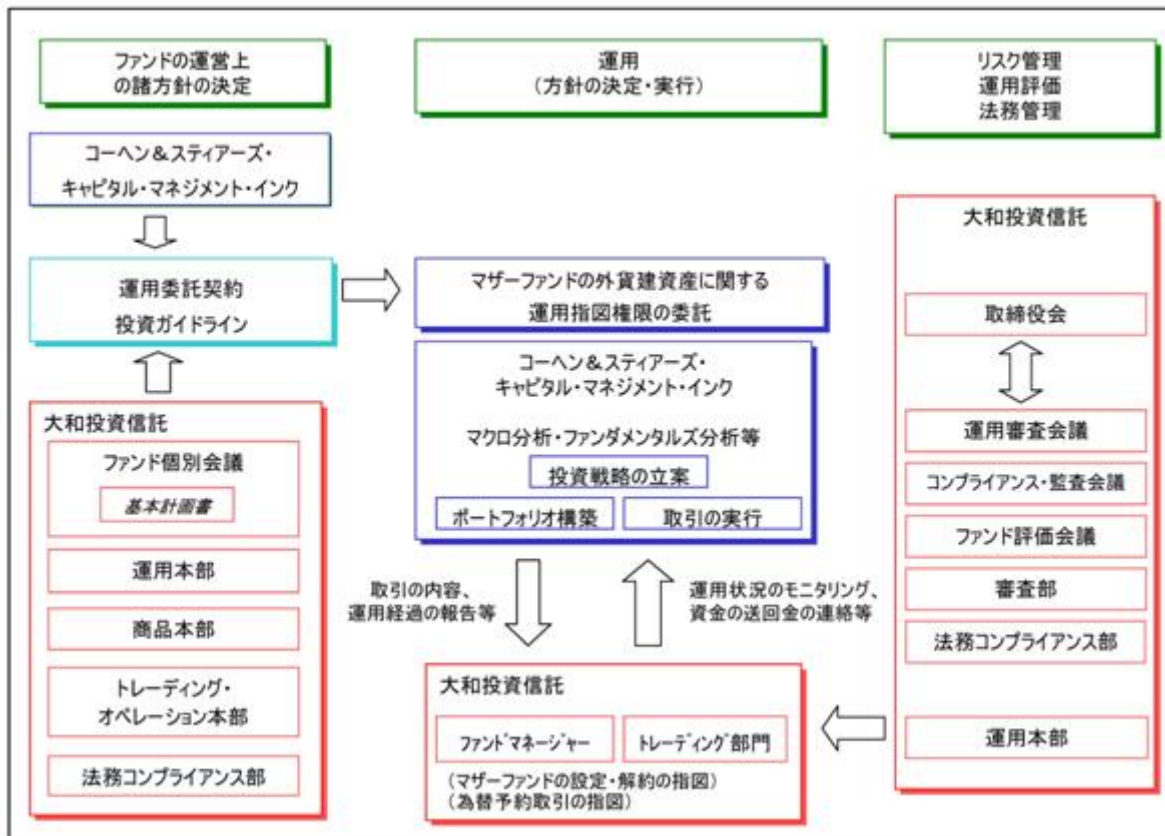 ファンドの運営上
の諸方針の決定
運用
(方針の決定・実行)
リスク管理
運用評価
法務管理
コーヘン＆スティアーズ・
キャピタル・マネジメント・インク
運用委託契約
投資ガイドライン
大和投資信託
ファンド個別会議
基本計画書
運用本部
商品本部
トレーディング・
オペレーション本部
法務コンプライアンス部
マザーファンドの外貨建資産に関する
運用指図権限の委託
コーヘン＆スティアーズ・
キャピタル・マネジメント・インク
マクロ分析・ファンダメンタルズ分析等
投資戦略の立案
ポートフォリオ構築
取引の実行
取引の内容、
運用経過の報告等
運用状況のモニタリング、
資金の送回金の連絡等
大和投資信託
ファンドマネージャー
トレーディング部門
(マザーファンドの設定・解約の指図)
(為替予約取引の指図)
大和投資信託
取締役会
運用審査会議
コンプライアンス・監査会議
ファンド評価会議
審査部
法務コンプライアンス部
運用本部